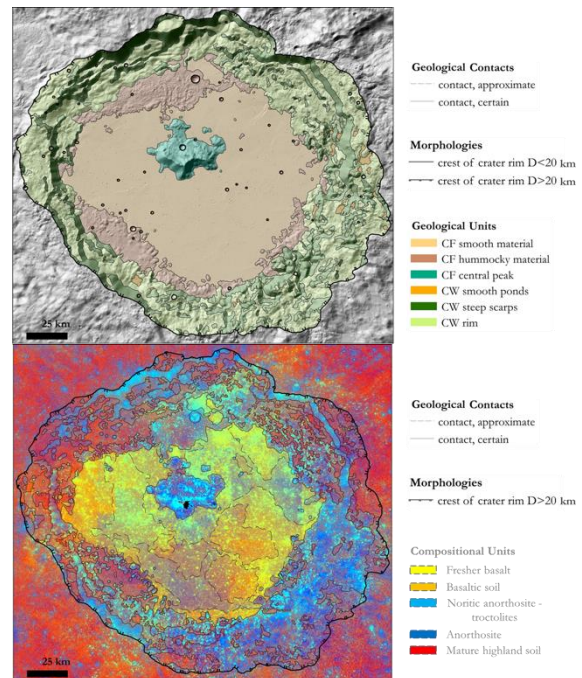 Geological Contacts
contact, approximate
contact, certain
Morphologies
crest of crater rim D<20 km
crest of crater rim D>20 km
Geological Units
CF smooth material
CF hummocky material
CF central peak
CW smooth ponds
CW steep scarps
CW rim
25 km
Geological Contacts
contact, approximate
contact, certain
Morphologies
crest of crater rim D>20 km
Compositional Units
Fresher basalt
Basaltic soil
Noritic anorthosite -
troctolites
Anorthosite
Mature highland soil
25 km